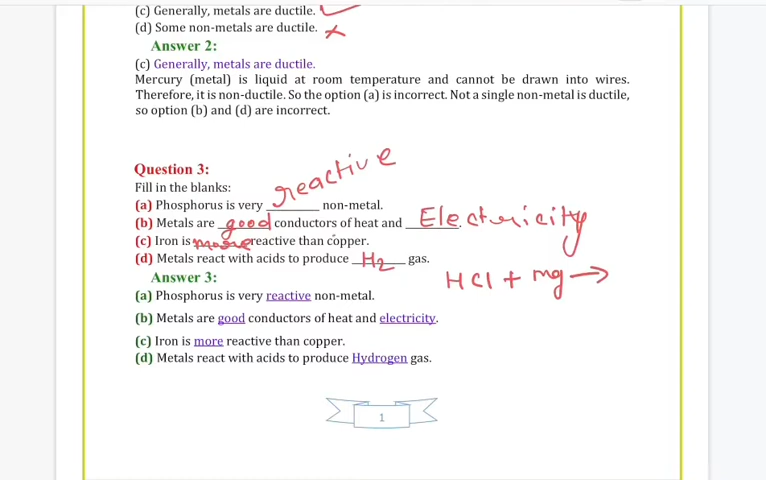 (c) Generally, metals are ductile.
(d) Some non-metals are ductile.
Answer 2:
(c) Generally, metals are ductile.
Mercury (metal) is liquid at room temperature and cannot be drawn into wires.
Therefore, it is non-ductile. So the option (a) is incorrect. Not a single non-metal is ductile,
so option (b) and (d) are incorrect.
Question 3:
Fill in the blanks:
(a) Phosphorus is very reactive non-metal.
(b) Metals are good conductors of heat and Electricity.
(c) Iron is more reactive than copper.
(d) Metals react with acids to produce H2 gas.
HCl + mg →
Answer 3:
(a) Phosphorus is very reactive non-metal.
(b) Metals are good conductors of heat and electricity.
(c) Iron is more reactive than copper.
(d) Metals react with acids to produce Hydrogen gas.
1